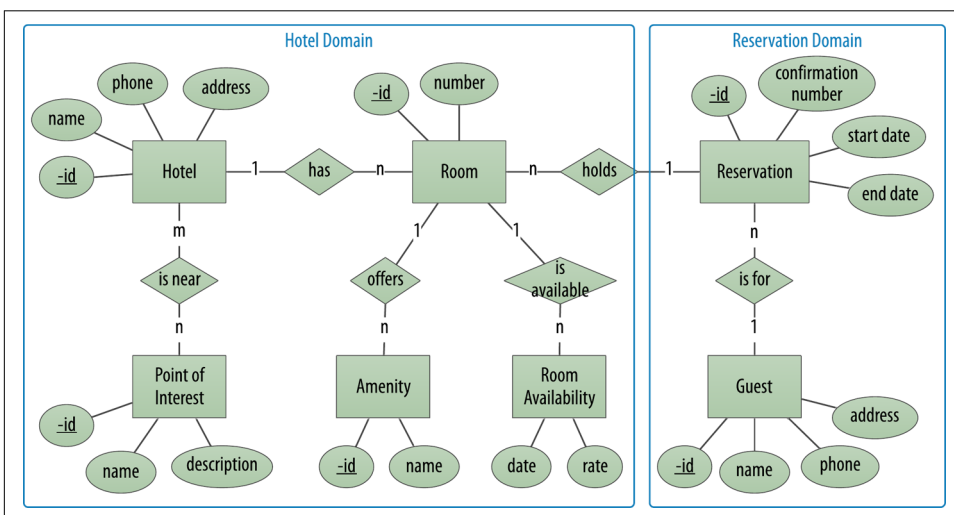 Hotel Domain
Reservation Domain
phone
address
name
-id
Hotel
1
has
n
-id
number
Room
n
holds
1
-id
confirmation
number
start date
end date
Reservation
m
is near
n
1
offers
n
1
is
available
n
n
is for
1
Point of
Interest
-id
name
description
Amenity
-id
name
Room
Availability
date
rate
Guest
address
-id
name
phone